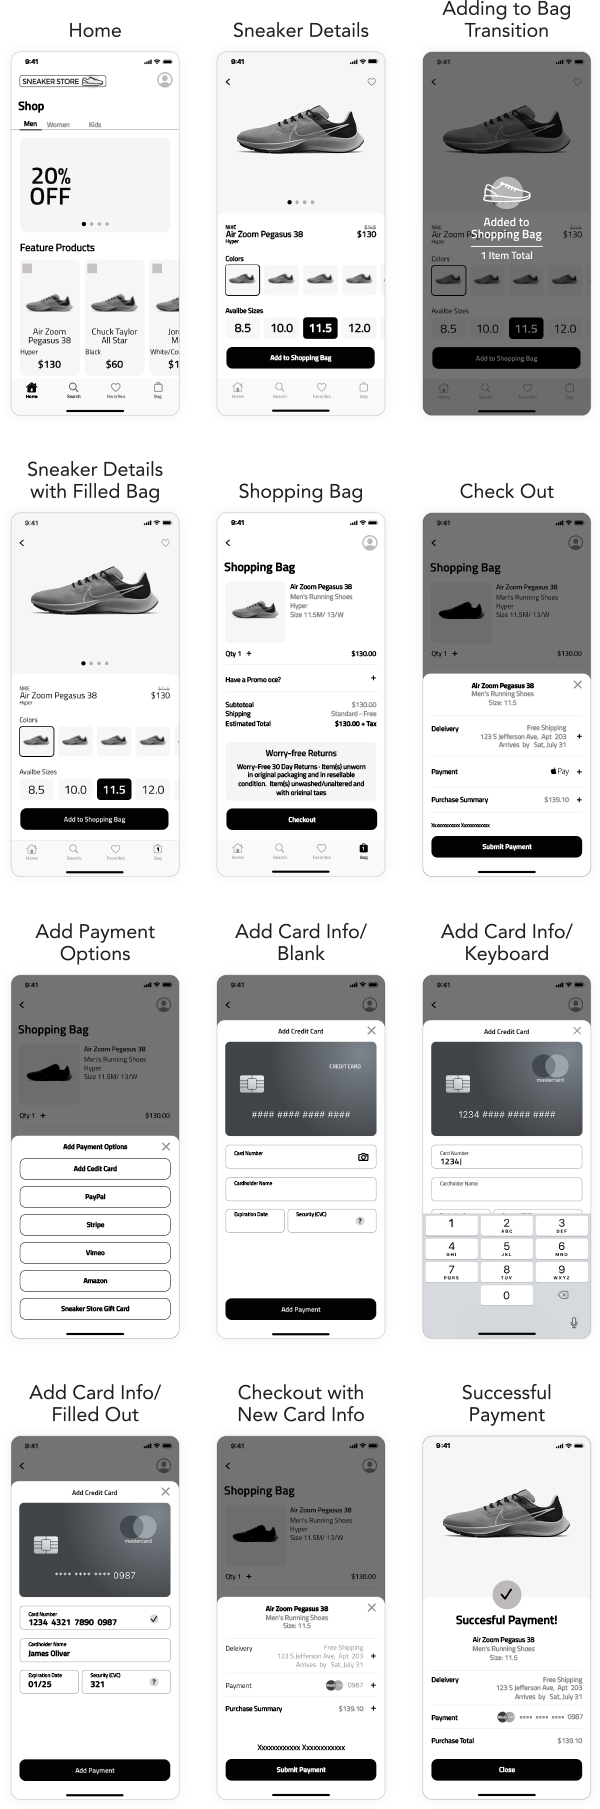 Home
9:41
SNEAKER STORE
Shop
Men Women Kids
20%
OFF
Feature Products
Air Zoom
Pegasus 38
Hyper
$130
Chuck Taylor
All Star
Black
$60
Jor
M
White/Co
$1
Home Search Favorites Bag
Sneaker Details
9:41
NIKE $165
Air Zoom Pegasus 38 $130
Hyper
Colors
Availbe Sizes
8.5 10.0 11.5 12.0
Add to Shopping Bag
Home Search Favorites Bag
Adding to Bag
Transition
9:41
Added to
Shopping Bag
1 Item Total
NIKE $165
Air Zoom $130
Hyper
Colors
Availbe Sizes
8.5 10.0 11.5 12.0
Add to Shopping Bag
Home Search Favorites Bag
Sneaker Details
with Filled Bag
9:41
NIKE $165
Air Zoom Pegasus 38 $130
Hyper
Colors
Availbe Sizes
8.5 10.0 11.5 12.0
Add to Shopping Bag
Home Search Favorites 1 Bag
Shopping Bag
9:41
Shopping Bag
Air Zoom Pegasus 38
Men's Running Shoes
Hyper
Size 11.5M/ 13/W
Qty 1 + $130.00
Have a Promo oce? +
Subtotoal $130.00
Shipping Standard - Free
Estimated Total $130.00 + Tax
Worry-free Returns
Worry-Free 30 Day Returns · Item(s) unworn
in original packaging and in resellable
condition. Item(s) unwashed/unaltered and
with original tags
Checkout
Home Search Favorites 1 Bag
Check Out
9:41
Shopping Bag
Air Zoom Pegasus 38
Men's Running Shoes
Hyper
Size 11.5M/ 13/W
Qty 1 + $130.00
Air Zoom Pegasus 38
Men's Running Shoes
Size: 11.5
Deleivery Free Shipping
123 S Jefferson Ave, Apt 203 +
Arrives by Sat, July 31
Payment Pay +
Purchase Summary $139.10 +
Xxxxxxxxxxx Xxxxxxxxxxx
Submit Payment
Add Payment
Options
9:41
Shopping Bag
Air Zoom Pegasus 38
Men's Running Shoes
Hyper
Size 11.5M/ 13/W
Qty 1 + $130.00
Add Payment Options
Add Cedit Card
PayPal
Stripe
Vimeo
Amazon
Sneaker Store Gift Card
Add Card Info/
Blank
9:41
Add Credit Card
CREDIT CARD
#### #### #### ####
Card Number
Cardholder Name
Expiration Date Security (CVC) ?
Add Payment
Add Card Info/
Keyboard
9:41
Add Credit Card
mastercard
1234 #### #### ####
Card Number
1234|
Cardholder Name
1 2 3
ABC DEF
4 5 6
GHI JKL MNO
7 8 9
PQRS TUV WXYZ
0
Add Card Info/
Filled Out
9:41
Add Credit Card
mastercard
**** **** **** 0987
Card Number
1234 4321 7890 0987
Cardholder Name
James Oliver
Expiration Date Security (CVC)
01/25 321 ?
Add Payment
Checkout with
New Card Info
9:41
Shopping Bag
Air Zoom Pegasus 38
Men's Running Shoes
Hyper
Size 11.5M/ 13/W
Qty 1 + $130.00
Air Zoom Pegasus 38
Men's Running Shoes
Size: 11.5
Deleivery Free Shipping
123 S Jefferson Ave, Apt 203 +
Arrives by Sat, July 31
Payment 0987 +
Purchase Summary $139.10 +
Xxxxxxxxxxx Xxxxxxxxxxx
Submit Payment
Successful
Payment
9:41
Succesful Payment!
Air Zoom Pegasus 38
Men's Running Shoes
Size: 11.5
Deleivery Free Shipping
123 S Jefferson Ave, Apt 203
Arrives by Sat, July 31
Payment **** **** **** 0987
Purchase Total $139.10
Close